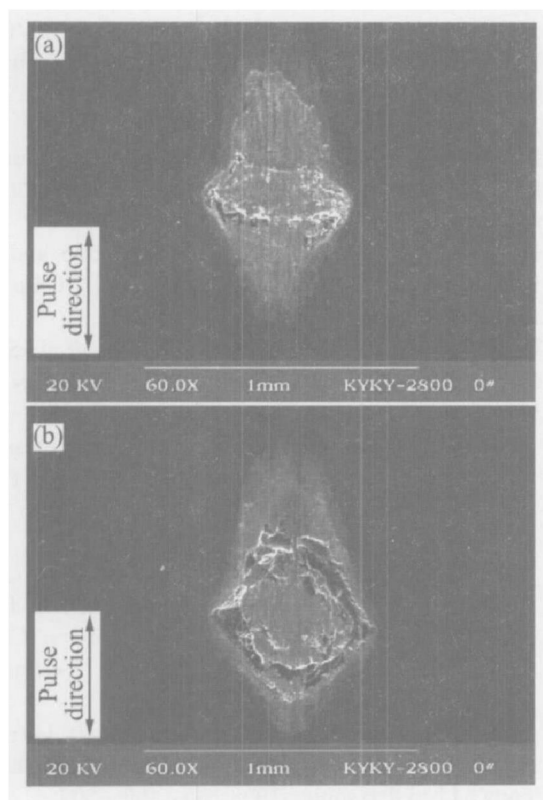 (a)
Pulse
direction
20 KV 60.0X 1mm KYKY-2800 0#
(b)
Pulse
direction
20 KV 60.0X 1mm KYKY-2800 0#